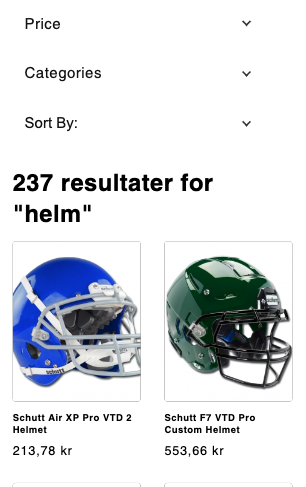 Price
Categories
Sort By:
237 resultater for
"helm"
schutt
Schutt Air XP Pro VTD 2
Helmet
213,78 kr
Schutt F7 VTD Pro
Custom Helmet
553,66 kr